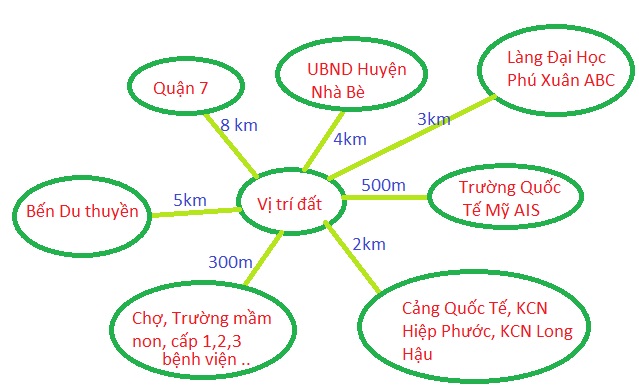 Quận 7
UBND Huyện
Nhà Bè
Làng Đại Học
Phú Xuân ABC
8 km
4km
3km
Bến Du thuyền
5km
Vị trí đất
500m
Trường Quốc
Tế Mỹ AIS
300m
2km
Chợ, Trường mầm
non, cấp 1,2,3
bệnh viện ..
Cảng Quốc Tế, KCN
Hiệp Phước, KCN Long
Hậu